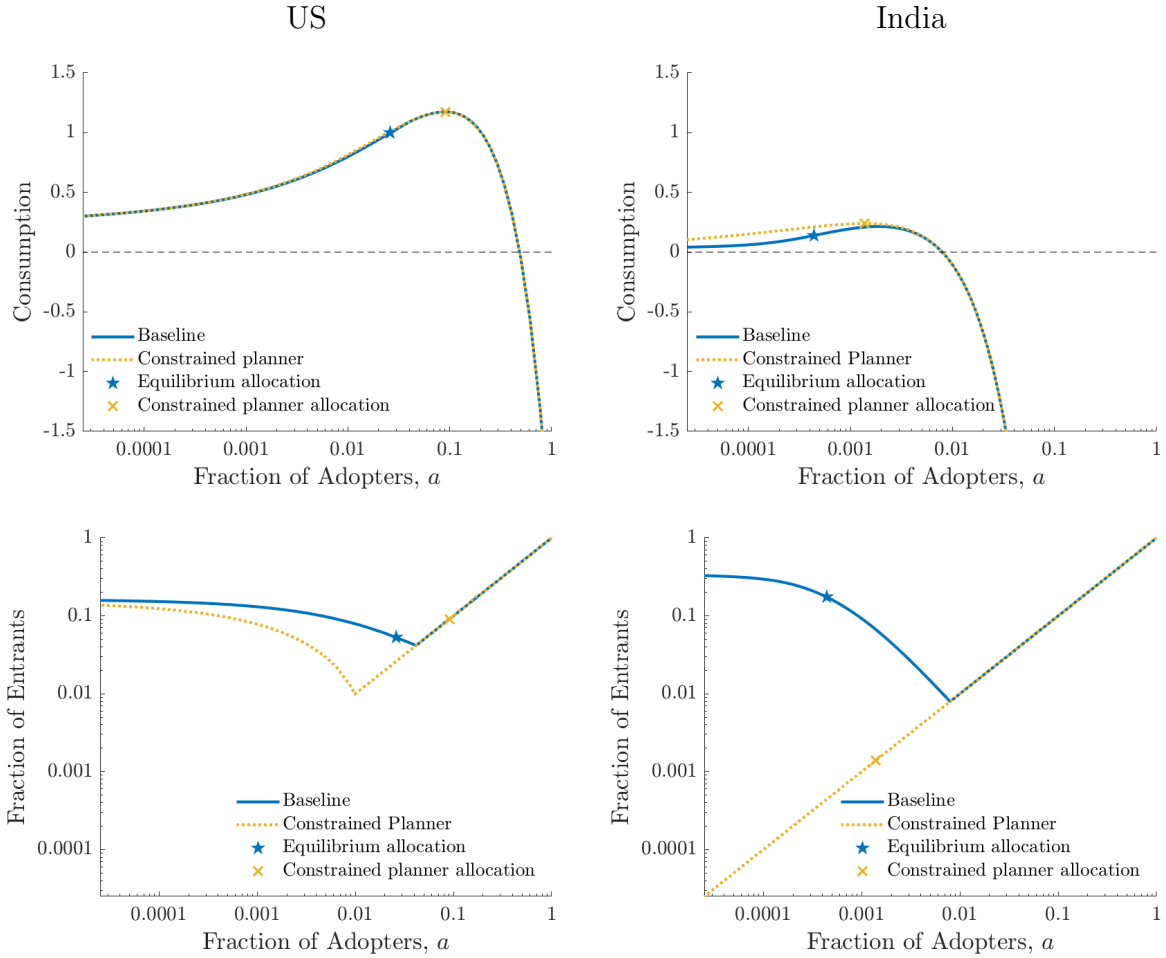 US
1.5
1
0.5
0
-0.5
-1
-1.5
Consumption
Baseline
Constrained planner
Equilibrium allocation
Constrained planner allocation
0.0001
0.001
0.01
0.1
1
Fraction of Adopters, a
India
1.5
1
0.5
0
-0.5
-1
-1.5
Consumption
Baseline
Constrained Planner
Equilibrium allocation
Constrained planner allocation
0.0001
0.001
0.01
0.1
1
Fraction of Adopters, a
1
0.1
0.01
0.001
0.0001
Fraction of Entrants
Baseline
Constrained Planner
Equilibrium allocation
Constrained planner allocation
0.0001
0.001
0.01
0.1
1
Fraction of Adopters, a
1
0.1
0.01
0.001
0.0001
Fraction of Entrants
Baseline
Constrained Planner
Equilibrium allocation
Constrained planner allocation
0.0001
0.001
0.01
0.1
1
Fraction of Adopters, a